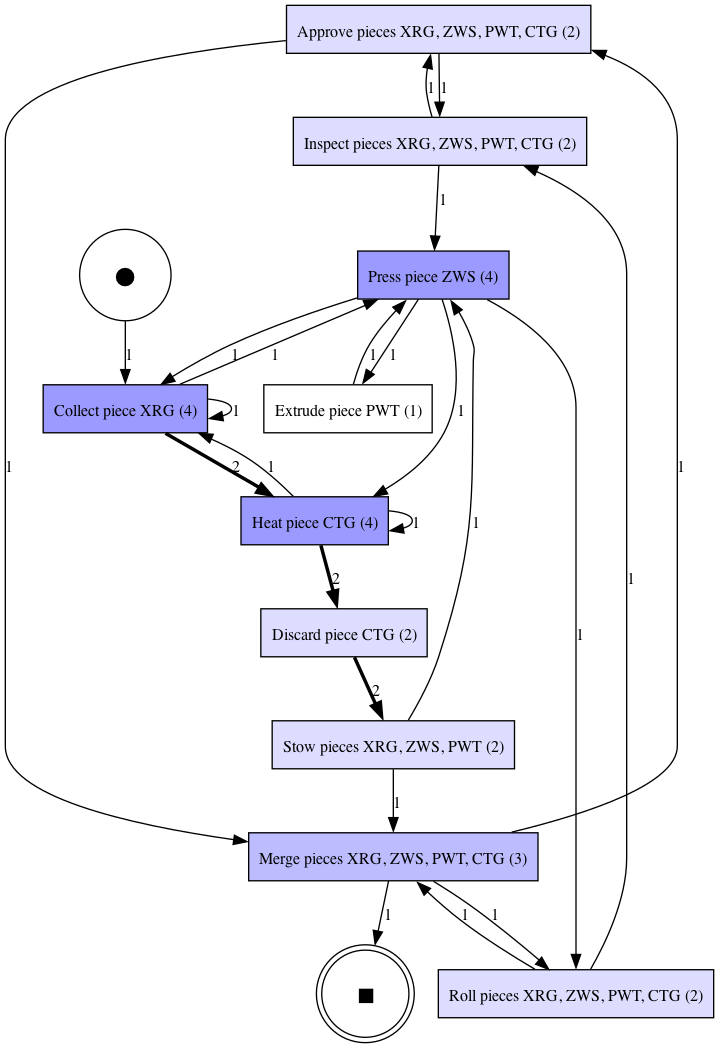 Approve pieces XRG, ZWS, PWT, CTG (2)
1
1
Inspect pieces XRG, ZWS, PWT, CTG (2)
1
Press piece ZWS (4)
1
1
1
1
1
Collect piece XRG (4)
1
Extrude piece PWT (1)
1
1
2
1
1
Heat piece CTG (4)
1
1
1
2
Discard piece CTG (2)
1
2
Stow pieces XRG, ZWS, PWT (2)
1
Merge pieces XRG, ZWS, PWT, CTG (3)
1
1
1
Roll pieces XRG, ZWS, PWT, CTG (2)